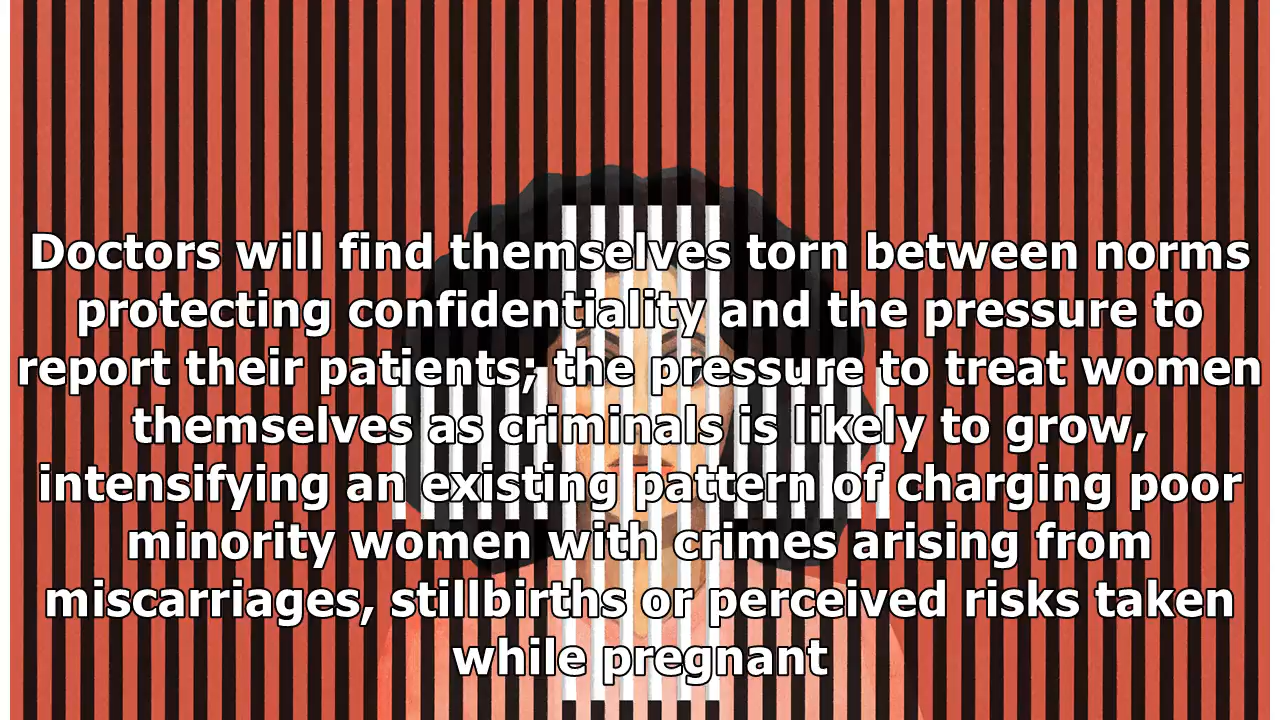 Doctors will find themselves torn between norms
protecting confidentiality and the pressure to
report their patients; the pressure to treat women
themselves as criminals is likely to grow,
intensifying an existing pattern of charging poor
minority women with crimes arising from
miscarriages, stillbirths or perceived risks taken
while pregnant